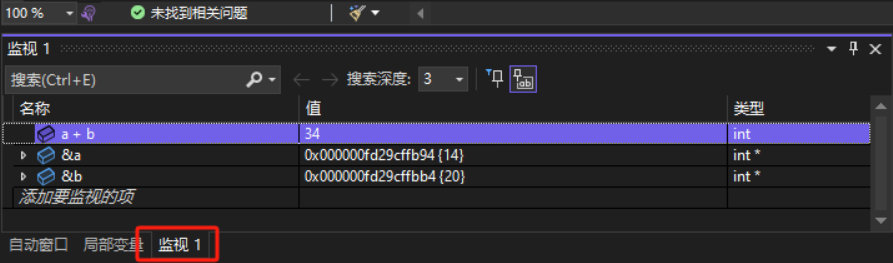 100 % 未找到相关问题
监视 1
搜索(Ctrl+E) 搜索深度: 3
名称 值 类型
a + b 34 int
&a 0x000000fd29cffb94 {14} int *
&b 0x000000fd29cffbb4 {20} int *
添加要监视的项
自动窗口 局部变量 监视 1